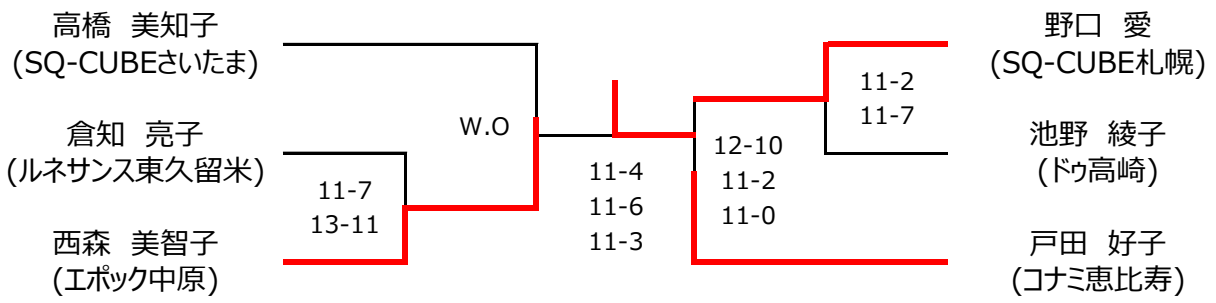 高橋 美知子
(SQ-CUBEさいたま)
倉知 亮子
(ルネサンス東久留米)
西森 美智子
(エポック中原)
W.O
11-7
13-11
11-4
11-6
11-3
12-10
11-2
11-0
11-2
11-7
野口 愛
(SQ-CUBE札幌)
池野 綾子
(ドゥ高崎)
戸田 好子
(コナミ恵比寿)